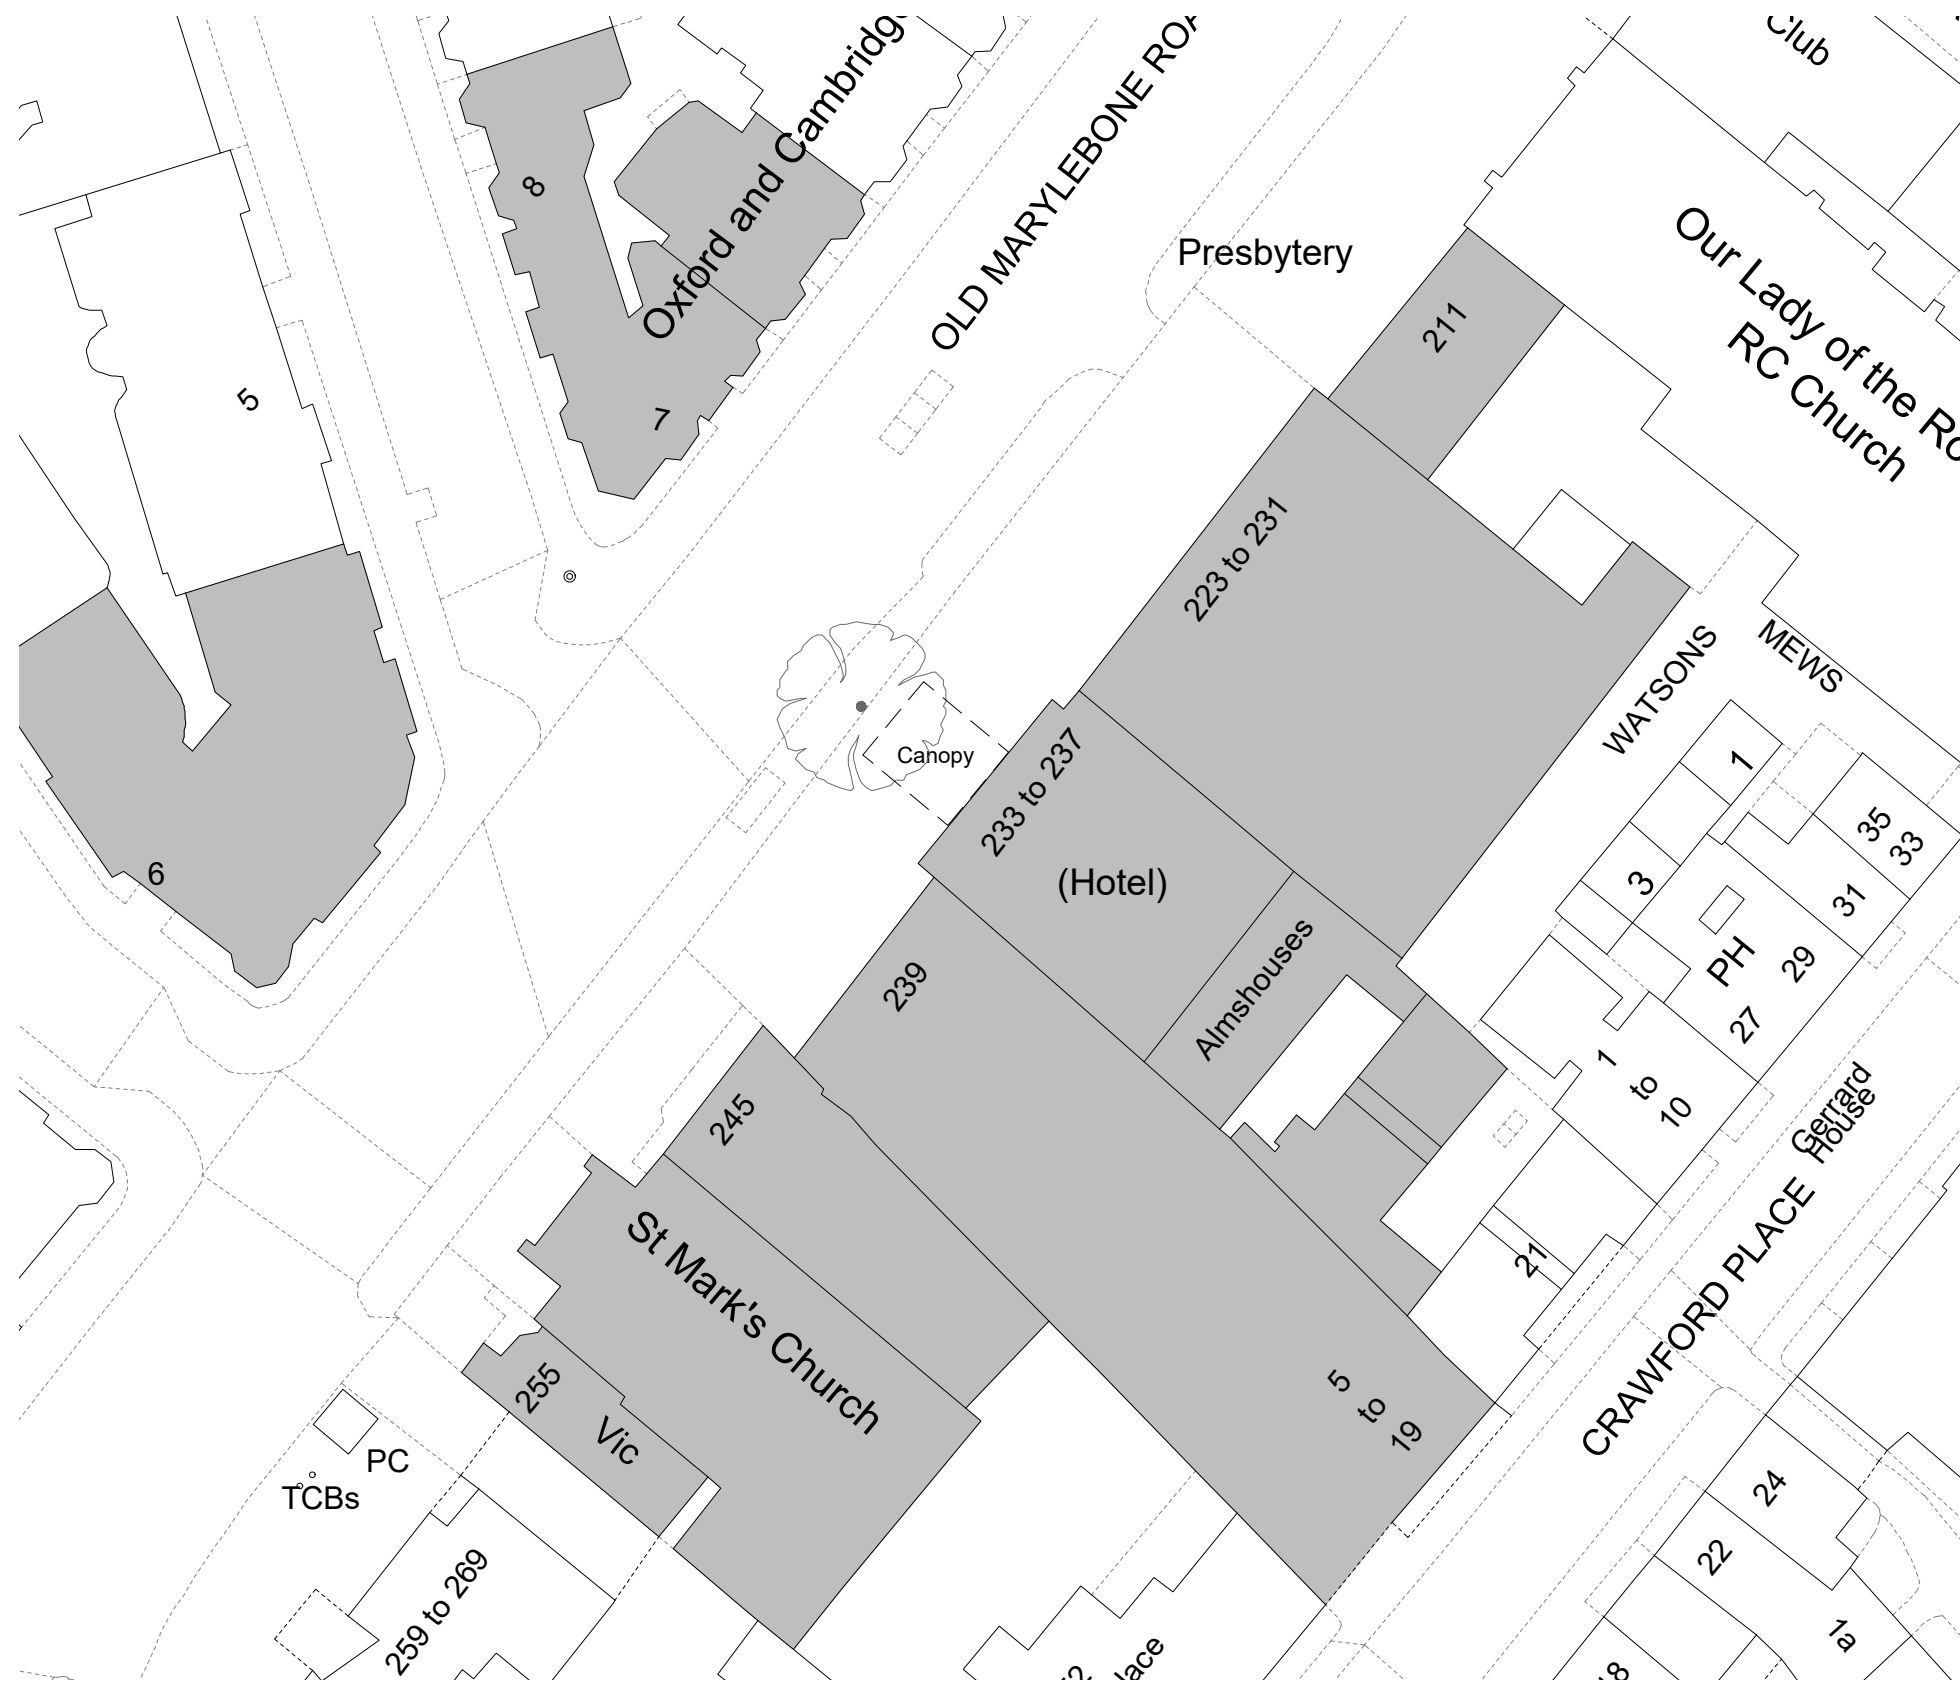 Club
Oxford and Cambridg
OLD MARYLEBONE ROA
8
Presbytery
Our Lady of the Ro
RC Church
211
5
7
223 to 231
WATSONS
MEWS
Canopy
233 to 237
1
35
33
3
31
6
(Hotel)
PH
29
27
Almshouses
239
1
to
10
Gerrard
House
245
St Mark's Church
21
CRAWFORD PLACE
255
Vic
5
to
19
PC
TCBs
24
22
259 to 269
1a
lace
18